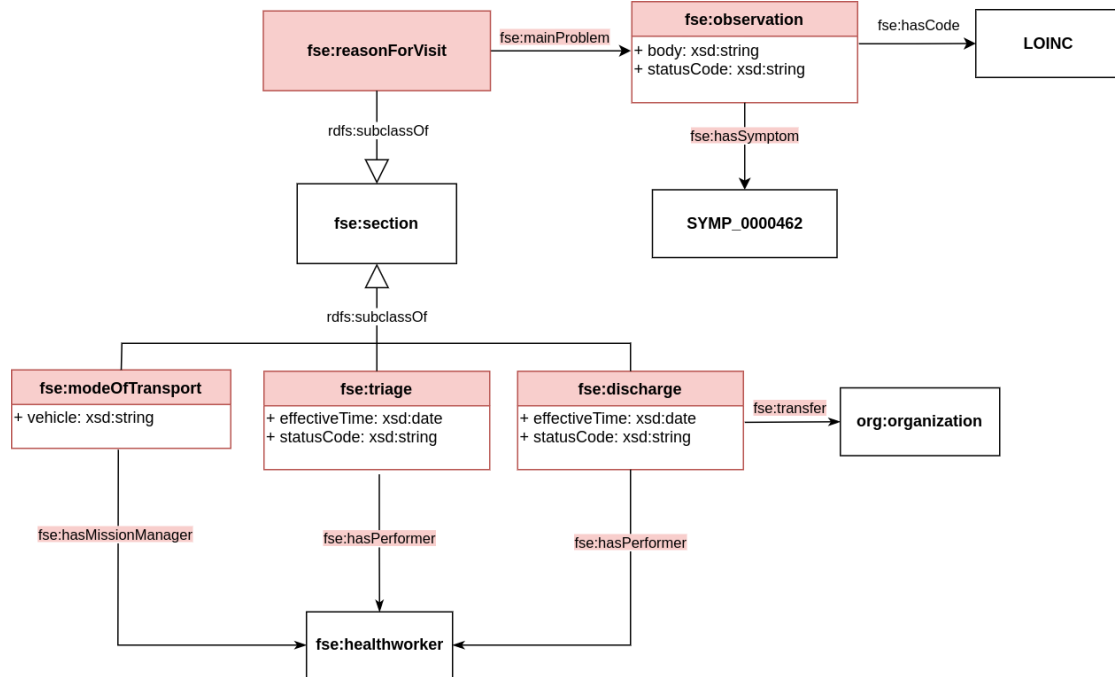 fse:reasonForVisit
fse:mainProblem
fse:observation
+ body: xsd:string
+ statusCode: xsd:string
fse:hasCode
LOINC
rdfs:subclassOf
fse:hasSymptom
fse:section
SYMP_0000462
rdfs:subclassOf
fse:modeOfTransport
+ vehicle: xsd:string
fse:triage
+ effectiveTime: xsd:date
+ statusCode: xsd:string
fse:discharge
+ effectiveTime: xsd:date
+ statusCode: xsd:string
fse:transfer
org:organization
fse:hasMissionManager
fse:hasPerformer
fse:hasPerformer
fse:healthworker